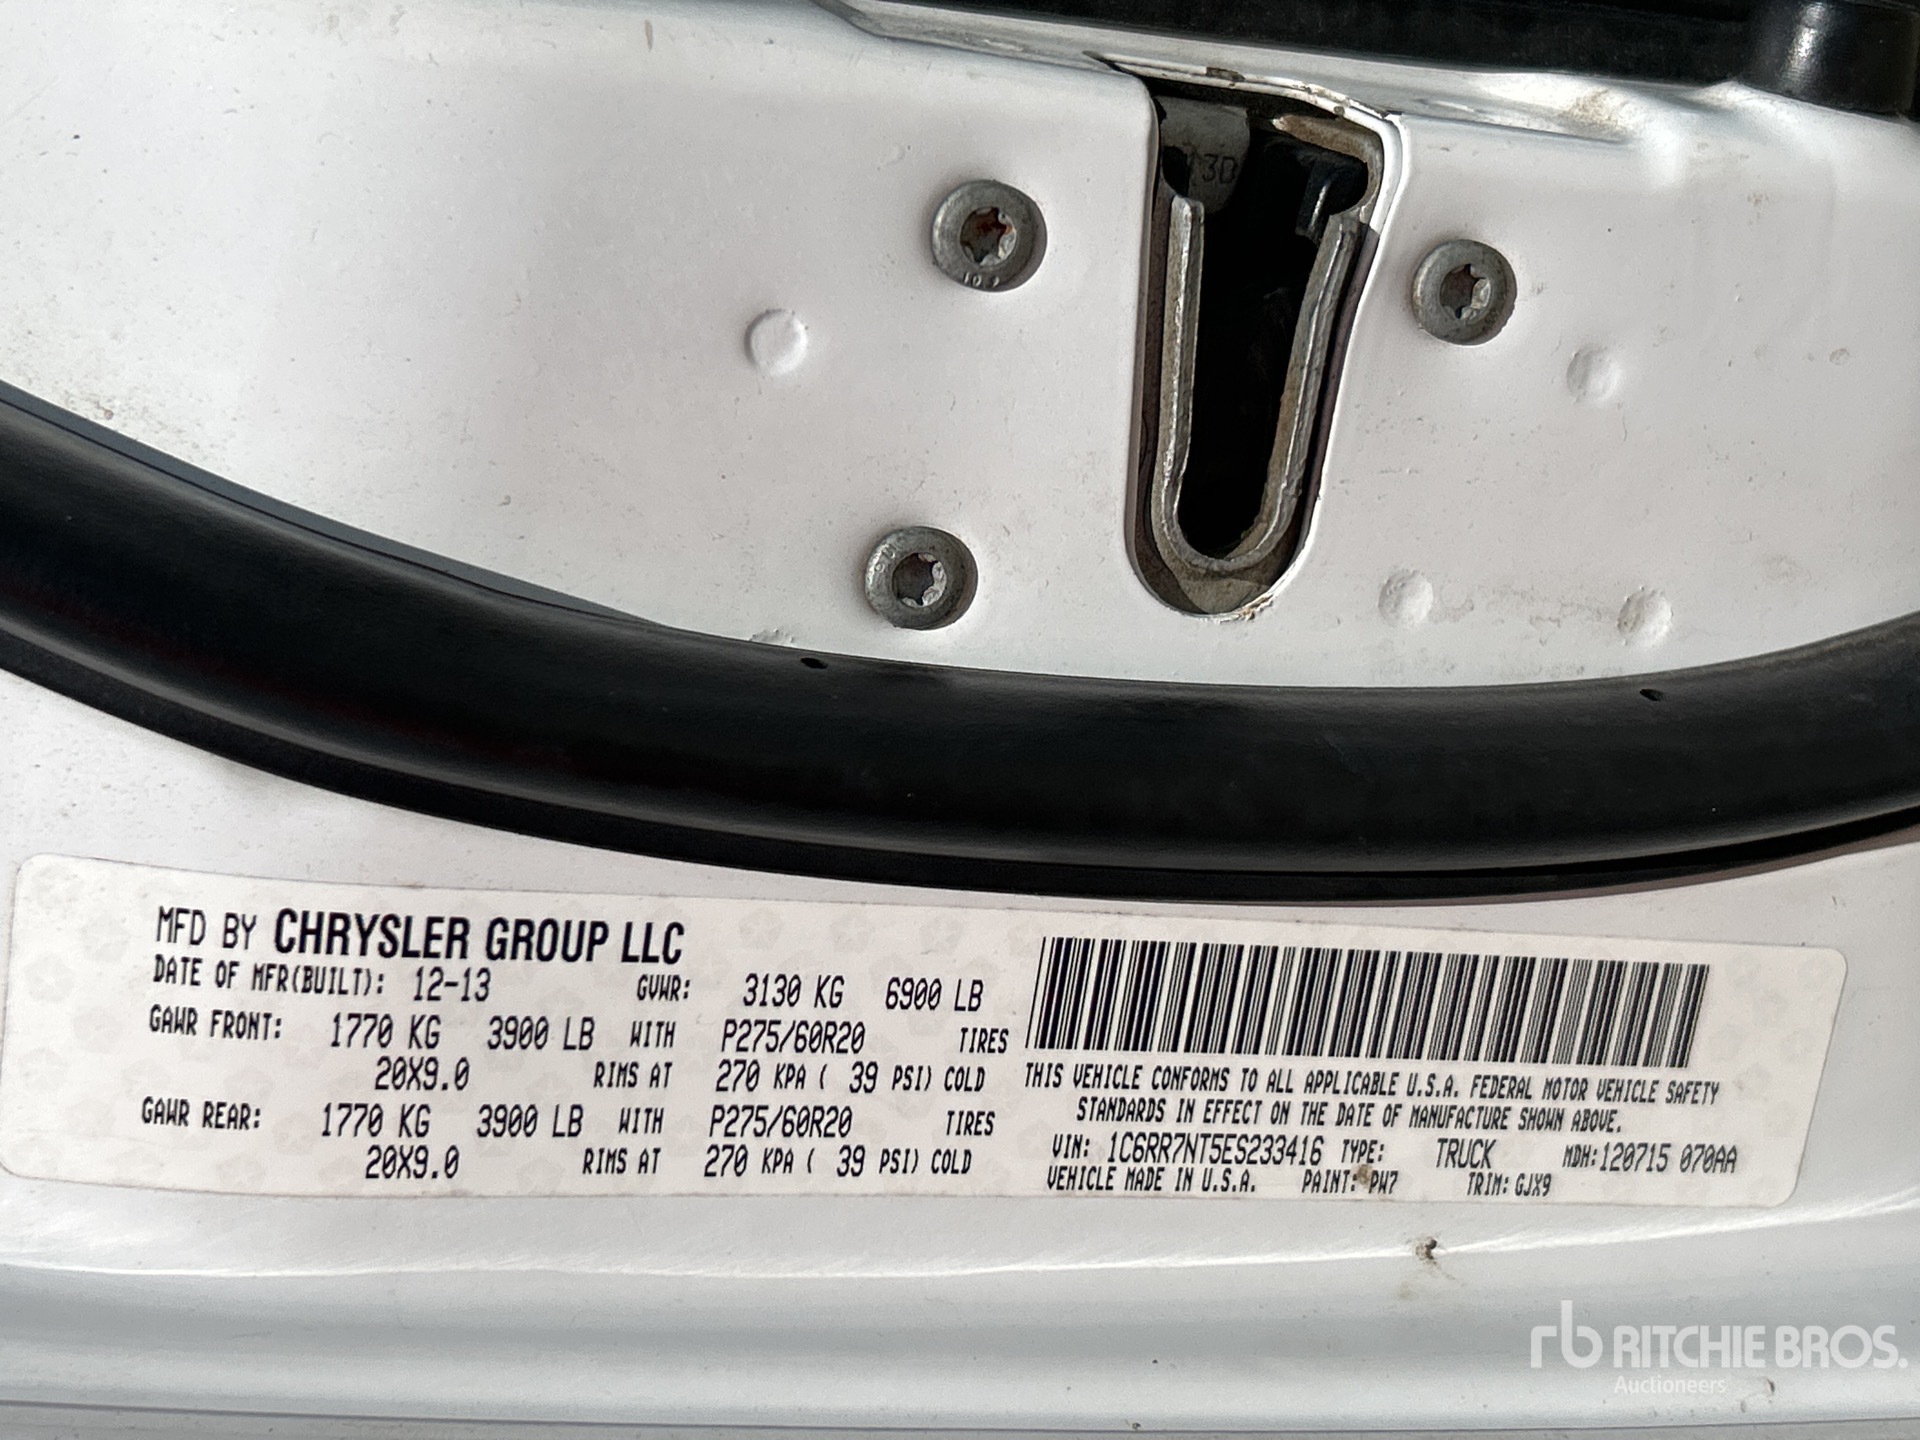 3D
10.9
MFD BY CHRYSLER GROUP LLC
DATE OF MFR(BUILT): 12-13 GVWR: 3130 KG 6900 LB
GAWR FRONT: 1770 KG 3900 LB WITH P275/60R20 TIRES
20X9.0 RIMS AT 270 KPA ( 39 PSI) COLD
GAWR REAR: 1770 KG 3900 LB WITH P275/60R20 TIRES
20X9.0 RIMS AT 270 KPA ( 39 PSI) COLD
THIS VEHICLE CONFORMS TO ALL APPLICABLE U.S.A. FEDERAL MOTOR VEHICLE SAFETY
STANDARDS IN EFFECT ON THE DATE OF MANUFACTURE SHOWN ABOVE.
VIN: 1C6RR7NT5ES233416 TYPE: TRUCK MDH:120715 070AA
VEHICLE MADE IN U.S.A. PAINT: PW7 TRIM: GJX9
rb RITCHIE BROS.
Auctioneers